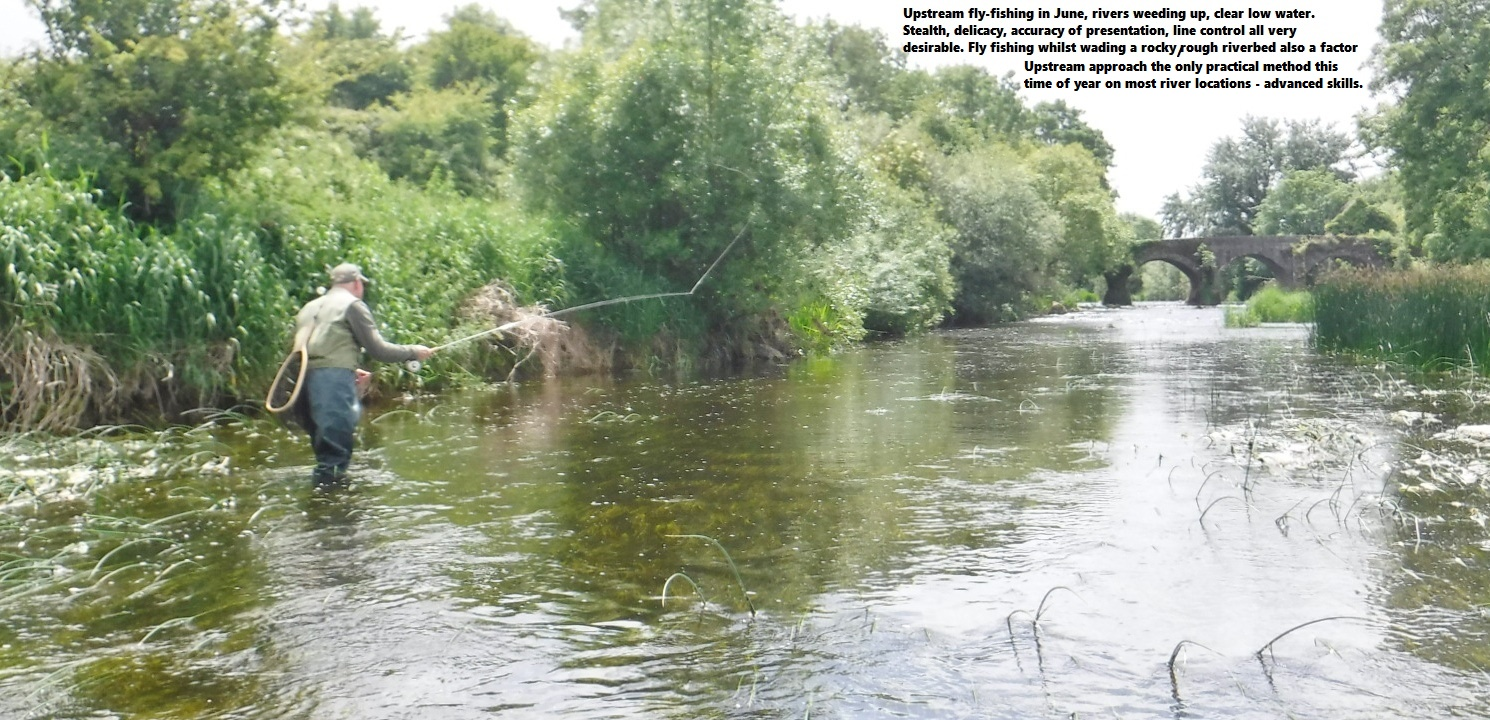 Upstream fly-fishing in June, rivers weeding up, clear low water.
Stealth, delicacy, accuracy of presentation, line control all very
desirable. Fly fishing whilst wading a rocky,rough riverbed also a factor
Upstream approach the only practical method this
time of year on most river locations - advanced skills.